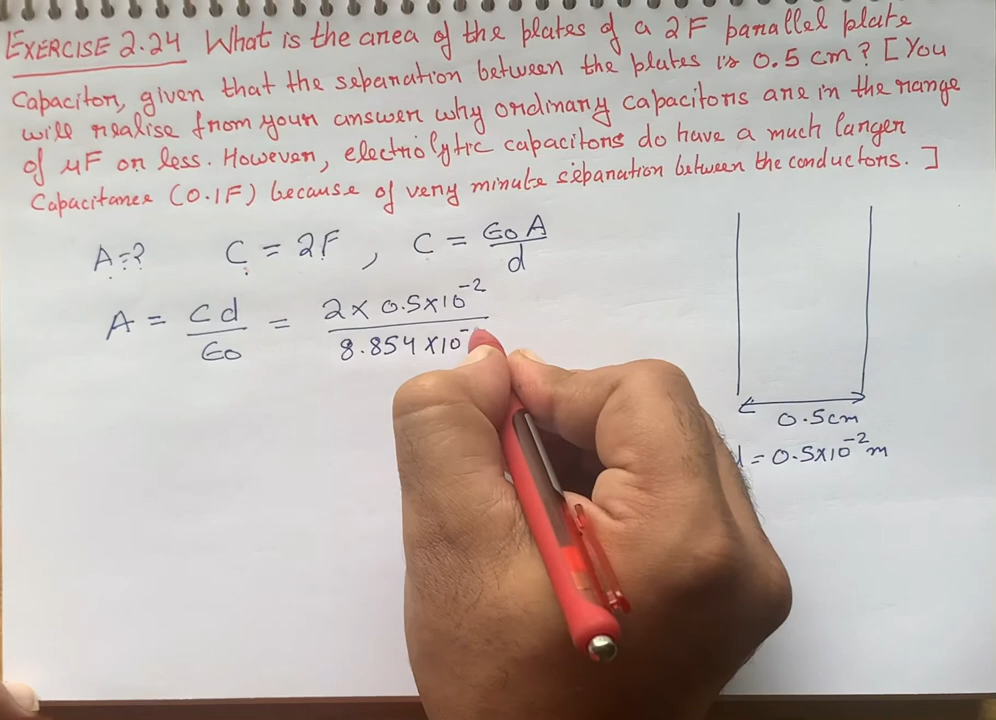 EXERCISE 2.24 What is the area of the plates of a 2F parallel plate
capacitor, given that the separation between the plates is 0.5 cm? [You
will realise from your answer why ordinary capacitors are in the range
of μF or less. However, electrolytic capacitors do have a much larger
Capacitance (0.1F) because of very minute separation between the conductors. ]
A=? C = 2F , C = ϵ0 A / d
A = C d / ϵ0 = 2 × 0.5×10^-2 / 8.854 ×10^-
0.5cm
d = 0.5×10^-2 m